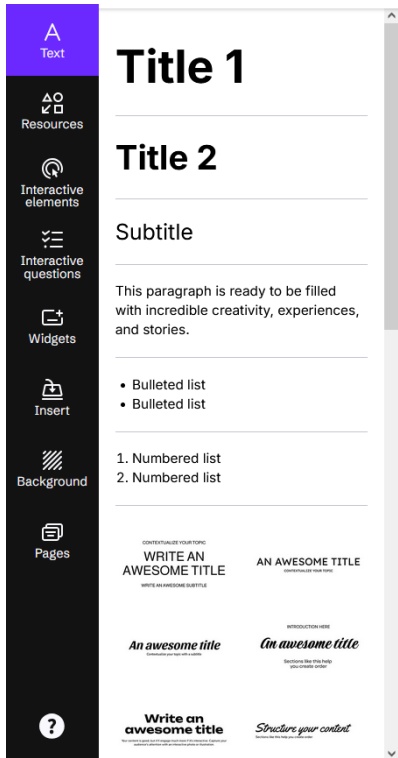 Text
Resources
Interactive
elements
Interactive
questions
Widgets
Insert
Background
Pages
?
Title 1
Title 2
Subtitle
This paragraph is ready to be filled
with incredible creativity, experiences,
and stories.
• Bulleted list
• Bulleted list
1. Numbered list
2. Numbered list
CONTEXTUALIZE YOUR TOPIC
WRITE AN
AWESOME TITLE
WRITE AN AWESOME SUBTITLE
AN AWESOME TITLE
CONTEXTUALIZE YOUR TOPIC
An awesome title
Contextualize your topic with a subtitle
INTRODUCTION HERE
An awesome title
Sections like this help
you create order
Write an
awesome title
Structure your content
Sections like this help you create order